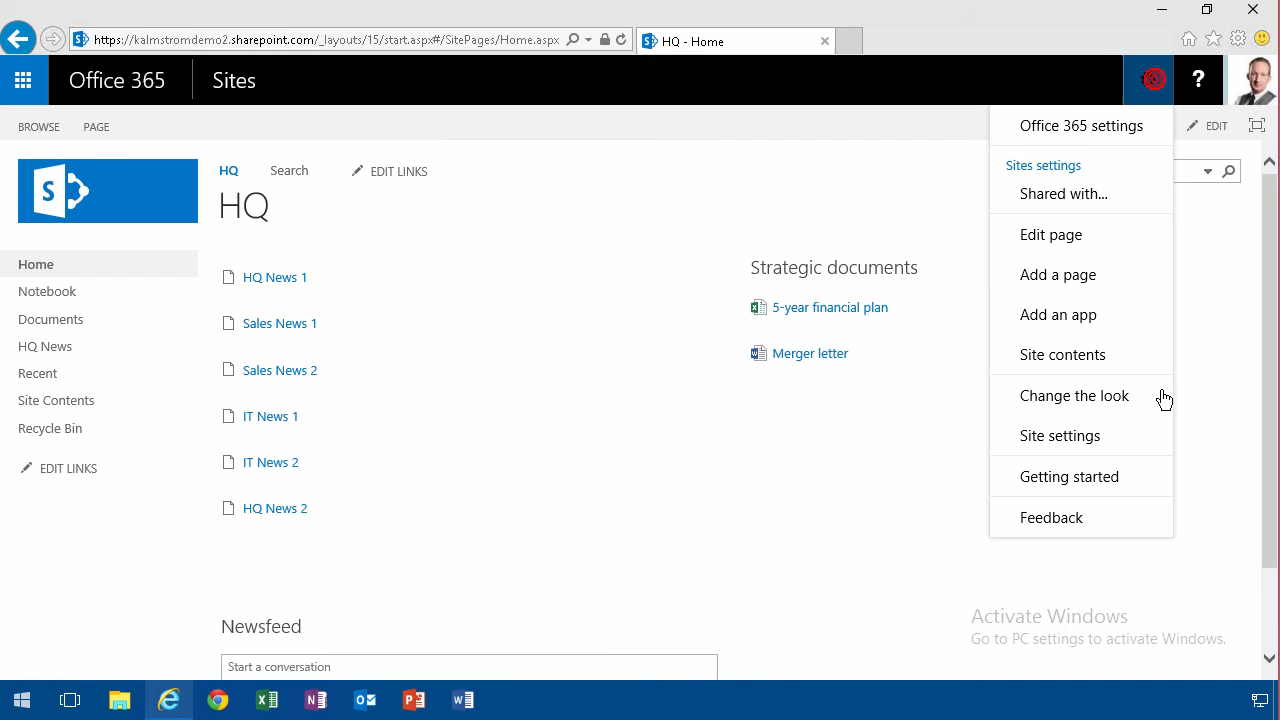 https://kalmstromdemo2.sharepoint.com/_layouts/15/start.aspx#/SitePages/Home.aspx
HQ - Home
Office 365
Sites
?
BROWSE
PAGE
EDIT
HQ
Search
EDIT LINKS
HQ
Home
Notebook
Documents
HQ News
Recent
Site Contents
Recycle Bin
EDIT LINKS
HQ News 1
Sales News 1
Sales News 2
IT News 1
IT News 2
HQ News 2
Strategic documents
5-year financial plan
Merger letter
Newsfeed
Start a conversation
Office 365 settings
Sites settings
Shared with...
Edit page
Add a page
Add an app
Site contents
Change the look
Site settings
Getting started
Feedback
Activate Windows
Go to PC settings to activate Windows.